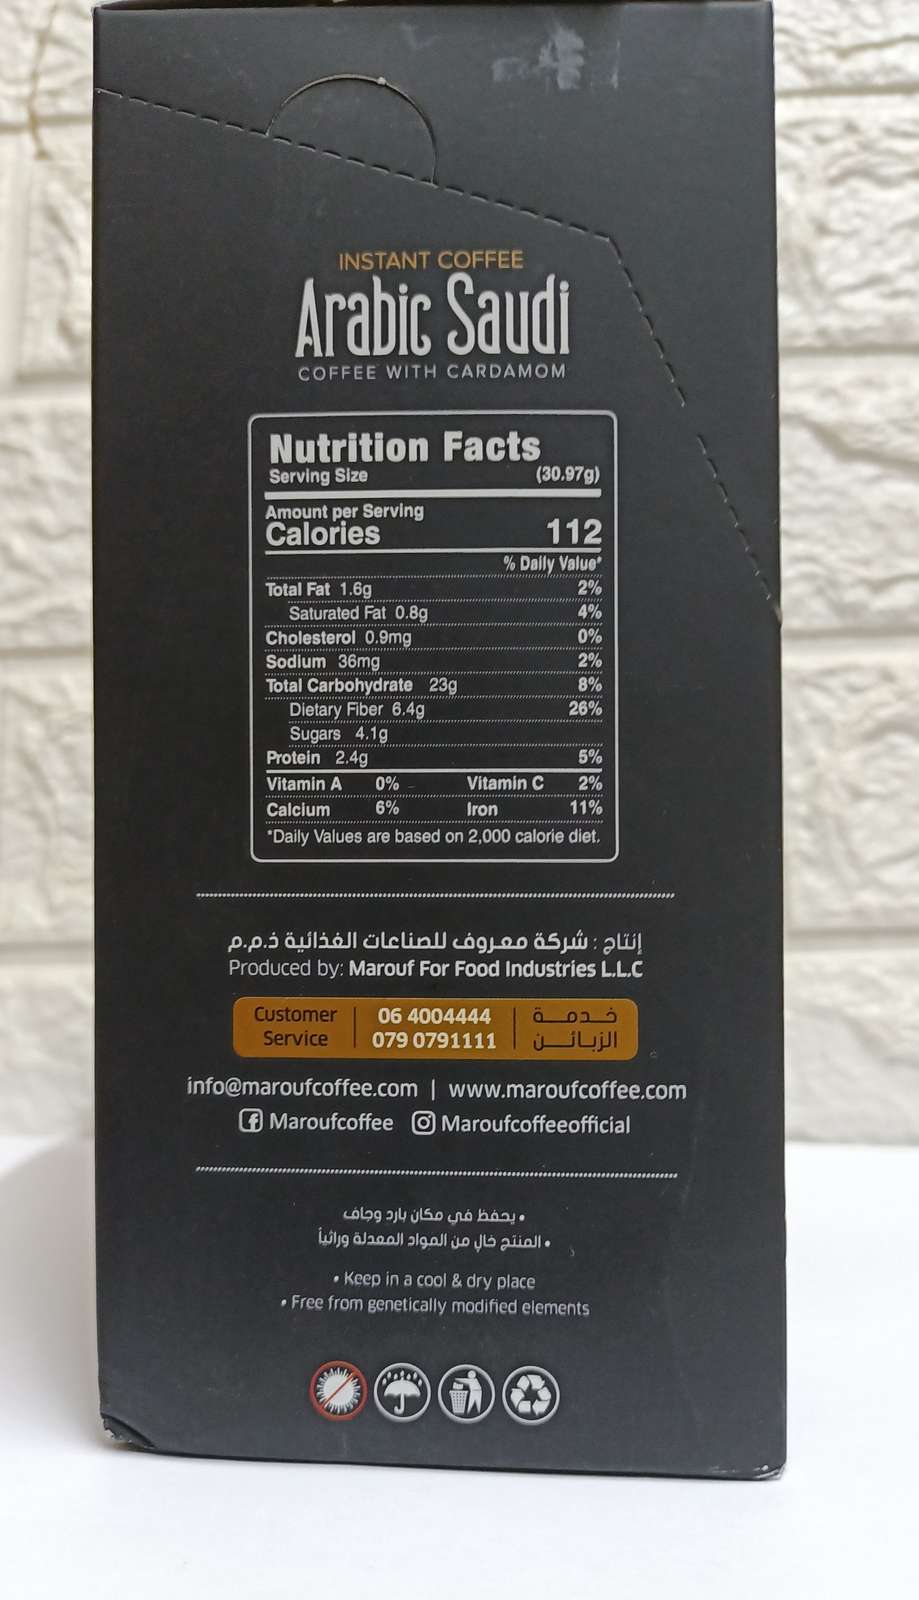 INSTANT COFFEE
Arabic Saudi
COFFEE WITH CARDAMOM
Nutrition Facts
Serving Size (30.97g)
Amount per Serving
Calories 112
% Daily Value*
Total Fat 1.6g 2%
Saturated Fat 0.8g 4%
Cholesterol 0.9mg 0%
Sodium 36mg 2%
Total Carbohydrate 23g 8%
Dietary Fiber 6.4g 26%
Sugars 4.1g
Protein 2.4g 5%
Vitamin A 0% Vitamin C 2%
Calcium 6% Iron 11%
*Daily Values are based on 2,000 calorie diet.
إنتاج : شركة معروف للصناعات الغذائية ذ.م.م
Produced by: Marouf For Food Industries L.L.C
Customer 06 4004444 خدمة
Service 079 0791111 الزبائن
info@maroufcoffee.com | www.maroufcoffee.com
Maroufcoffee Maroufcoffeeofficial
• يحفظ في مكان بارد وجاف
• المنتج خالٍ من المواد المعدلة وراثياً
• Keep in a cool & dry place
• Free from genetically modified elements